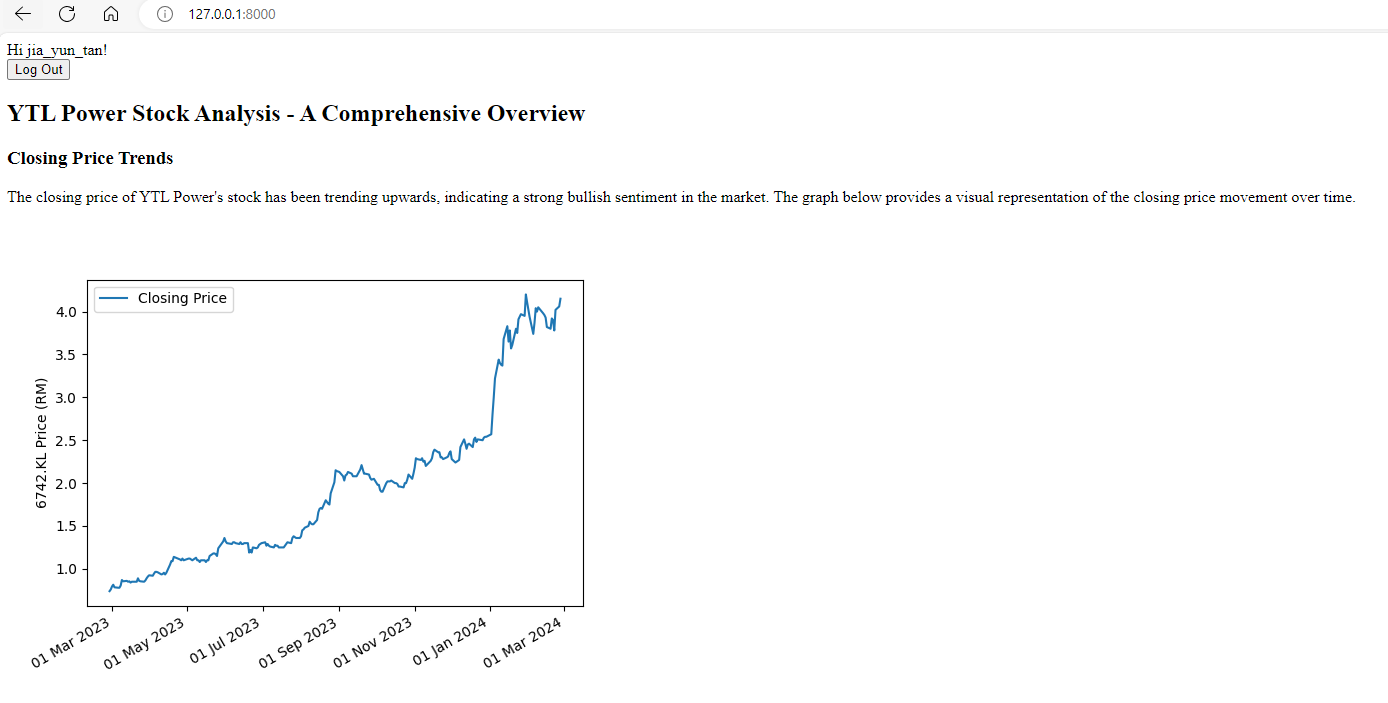 127.0.0.1:8000
Hi jia_yun_tan!
Log Out
YTL Power Stock Analysis - A Comprehensive Overview
Closing Price Trends
The closing price of YTL Power's stock has been trending upwards, indicating a strong bullish sentiment in the market. The graph below provides a visual representation of the closing price movement over time.
Closing Price
4.0
3.5
3.0
2.5
2.0
1.5
1.0
6742.KL Price (RM)
01 Mar 2023
01 May 2023
01 Jul 2023
01 Sep 2023
01 Nov 2023
01 Jan 2024
01 Mar 2024